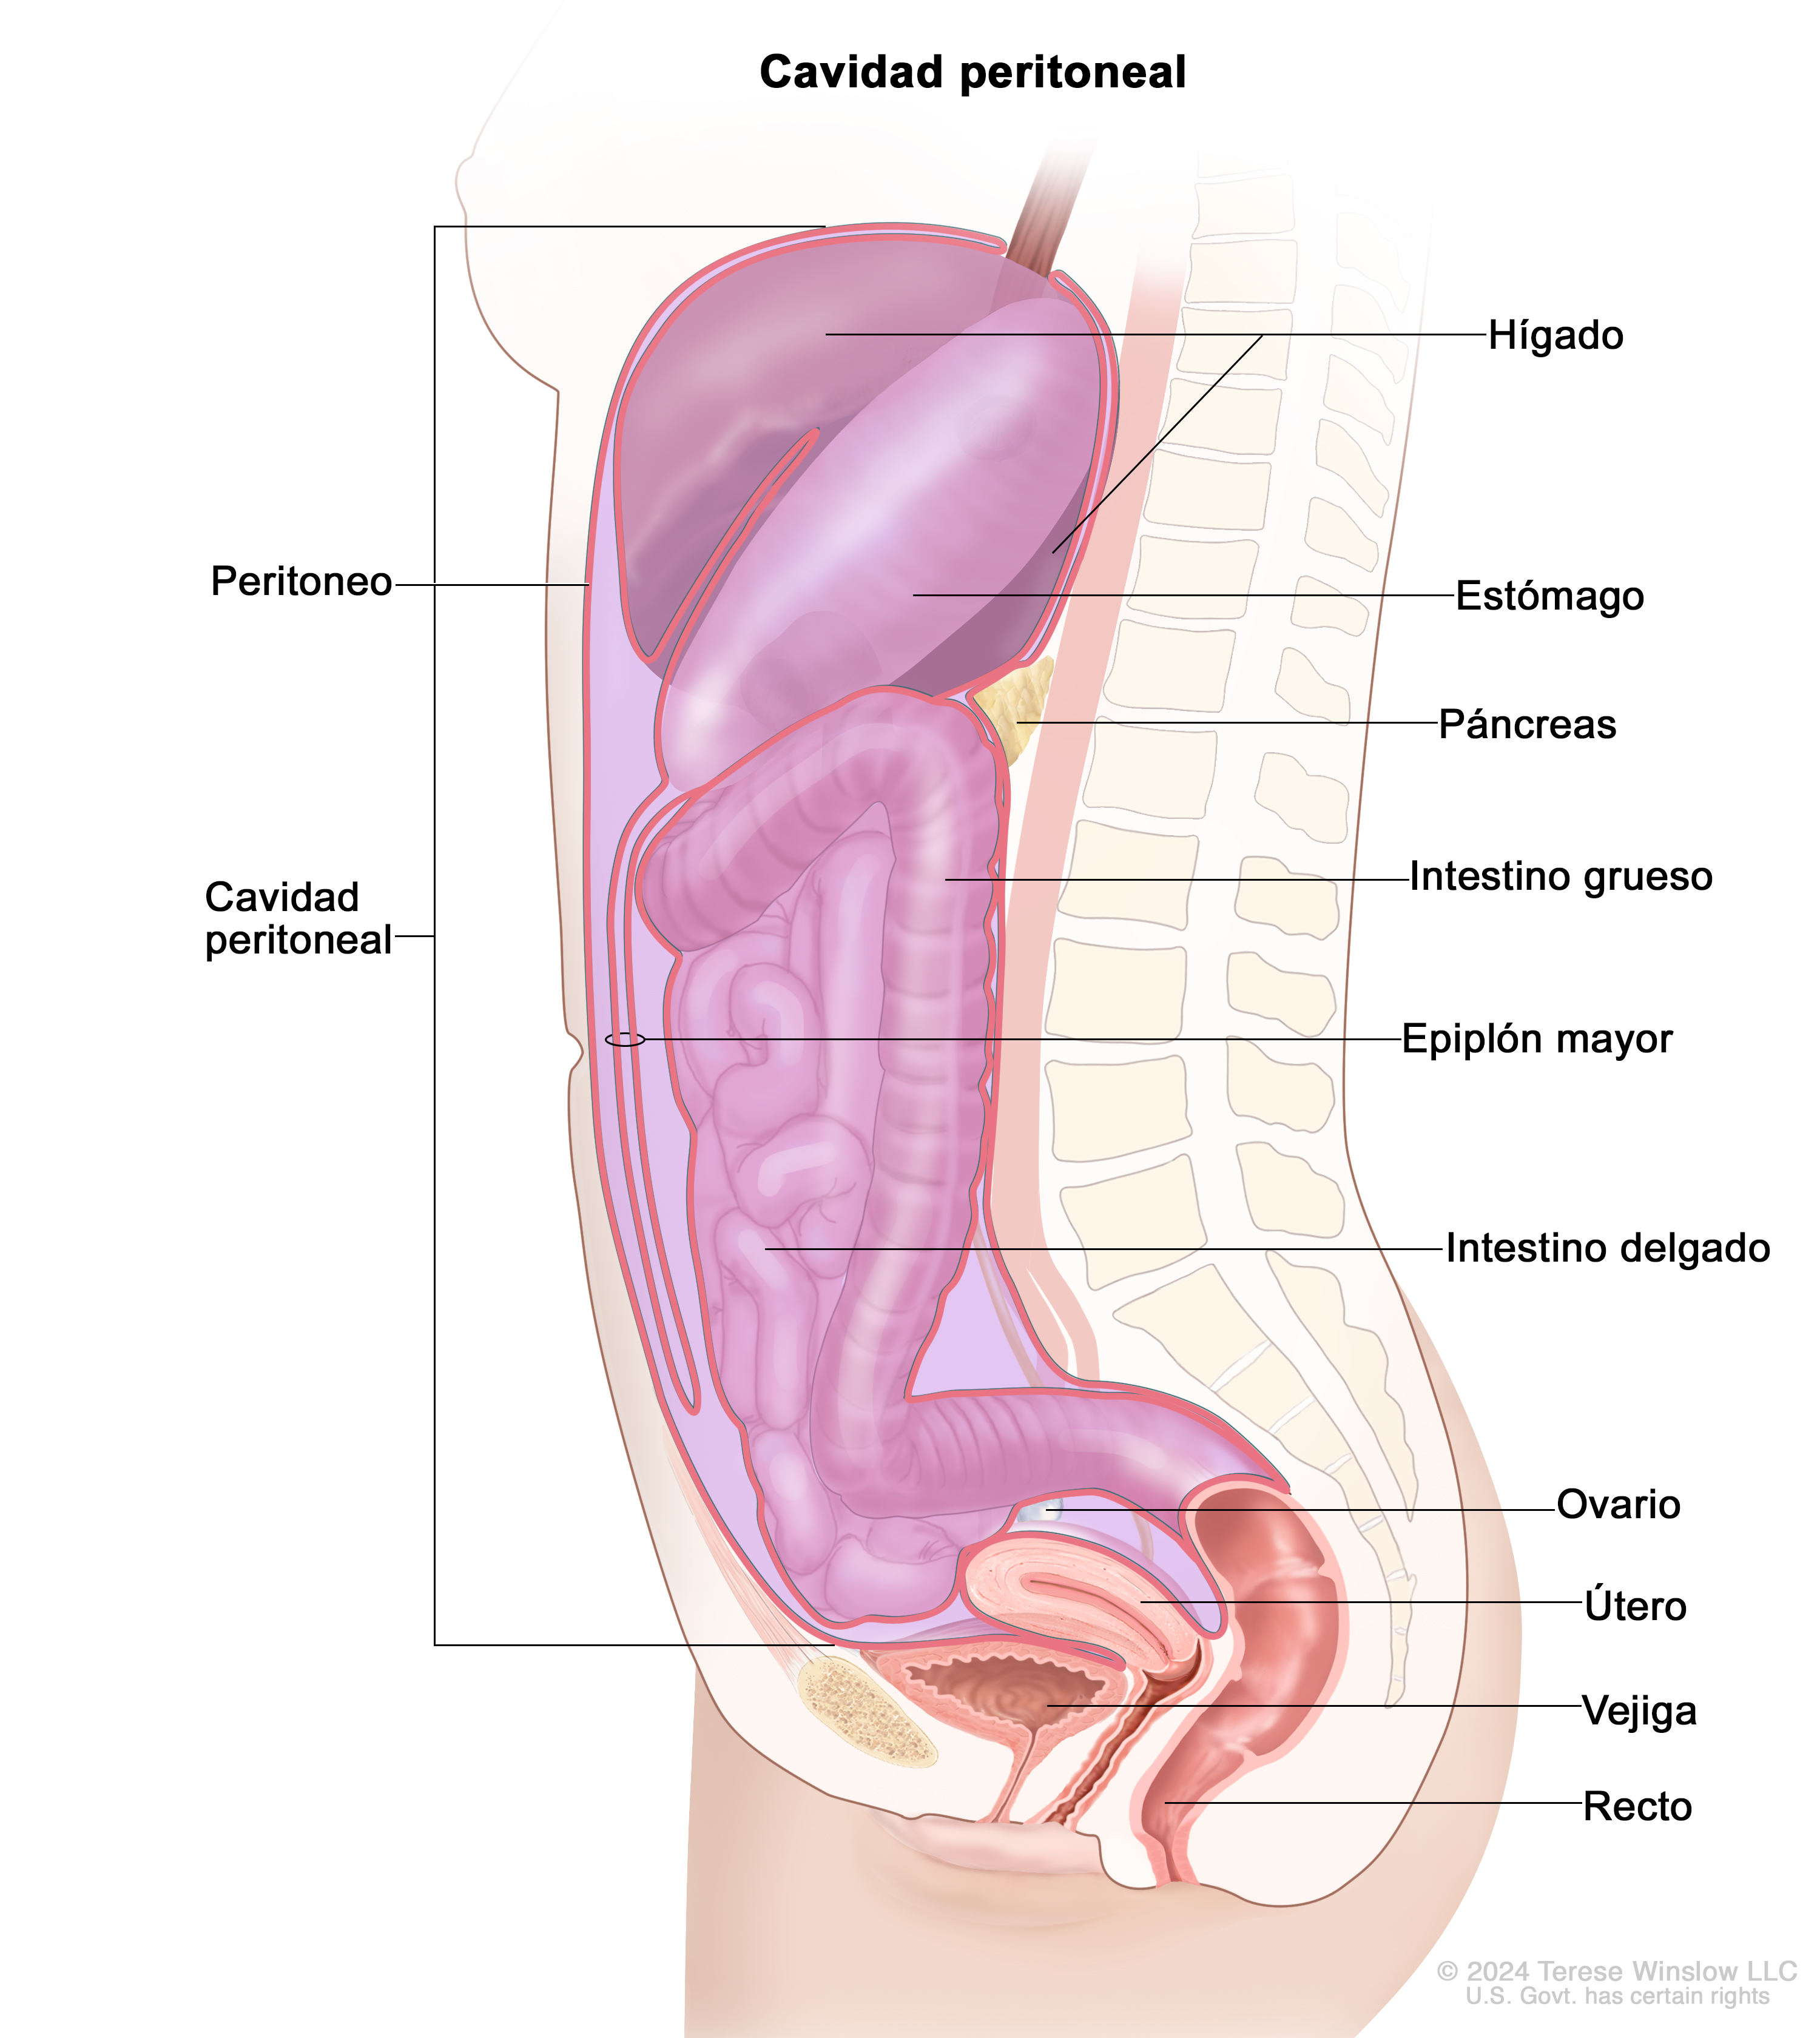 Cavidad peritoneal
Hígado
Peritoneo
Estómago
Páncreas
Intestino grueso
Cavidad
peritoneal
Epiplón mayor
Intestino delgado
Ovario
Útero
Vejiga
Recto
© 2024 Terese Winslow LLC
U.S. Govt. has certain rights